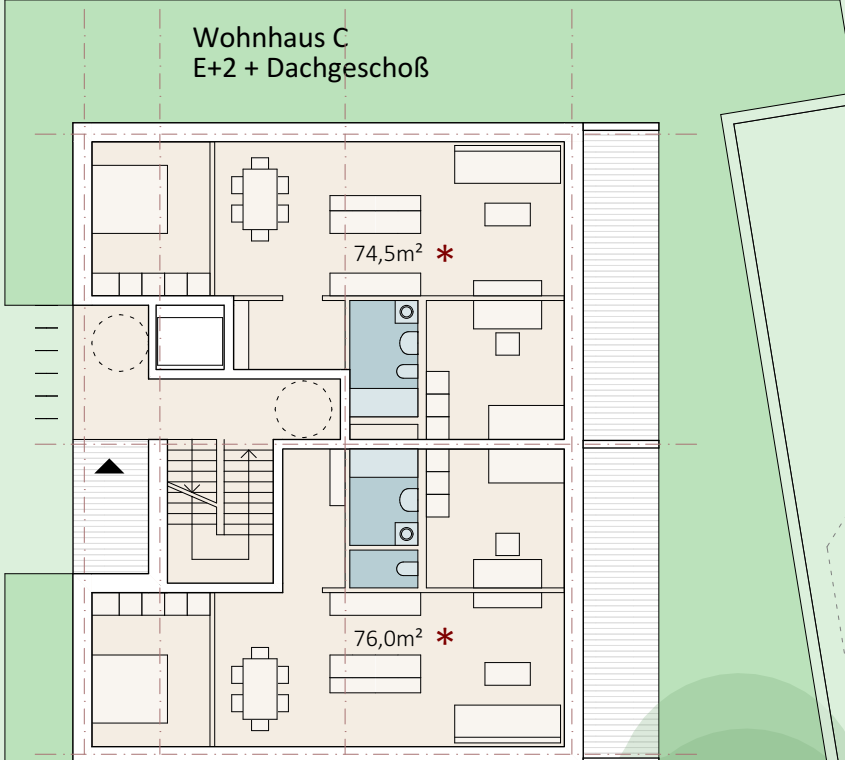 Wohnhaus C
E+2 + Dachgeschoß
74,5m² *
76,0m² *